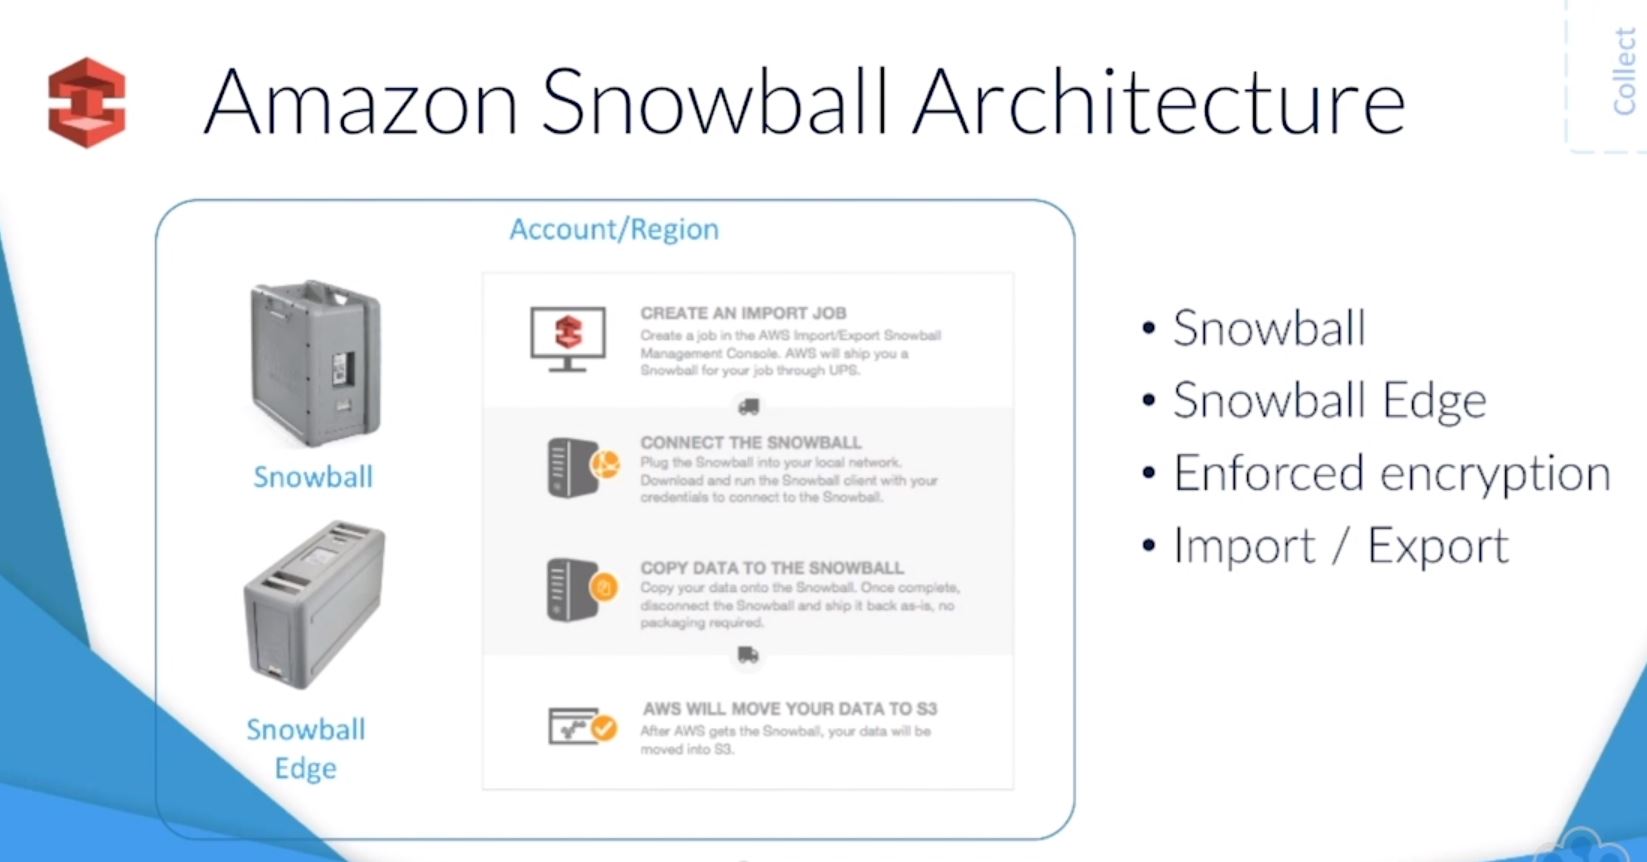 Collect
Amazon Snowball Architecture
Account/Region
Snowball
Snowball
Edge
CREATE AN IMPORT JOB
Create a job in the AWS Import/Export Snowball
Management Console. AWS will ship you a
Snowball for your job through UPS.
CONNECT THE SNOWBALL
Plug the Snowball into your local network.
Download and run the Snowball client with your
credentials to connect to the Snowball.
COPY DATA TO THE SNOWBALL
Copy your data onto the Snowball. Once complete,
disconnect the Snowball and ship it back as-is, no
packaging required.
AWS WILL MOVE YOUR DATA TO S3
After AWS gets the Snowball, your data will be
moved into S3.
• Snowball
• Snowball Edge
• Enforced encryption
• Import / Export